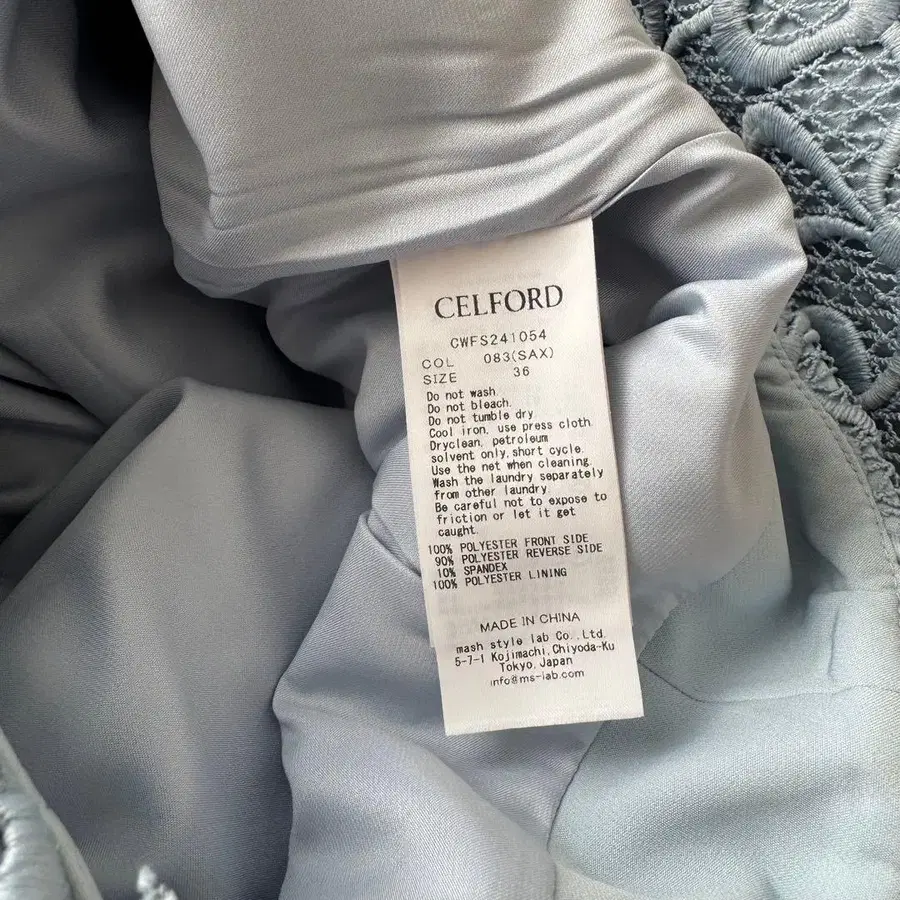 CELFORD
CWFS241054
COL 083(SAX)
SIZE 36
Do not wash.
Do not bleach.
Do not tumble dry
Cool iron, use press cloth
Dryclean, petroleum
solvent only, short cycle.
Use the net when cleaning.
Wash the laundry separately
from other laundry.
Be careful not to expose to
friction or let it get
caught.
100% POLYESTER FRONT SIDE
90% POLYESTER REVERSE SIDE
10% SPANDEX
100% POLYESTER LINING
MADE IN CHINA
mash style lab Co.,Ltd.
5-7-1 Kojimachi,Chiyoda-Ku
Tokyo,Japan
info@ms-lab.com